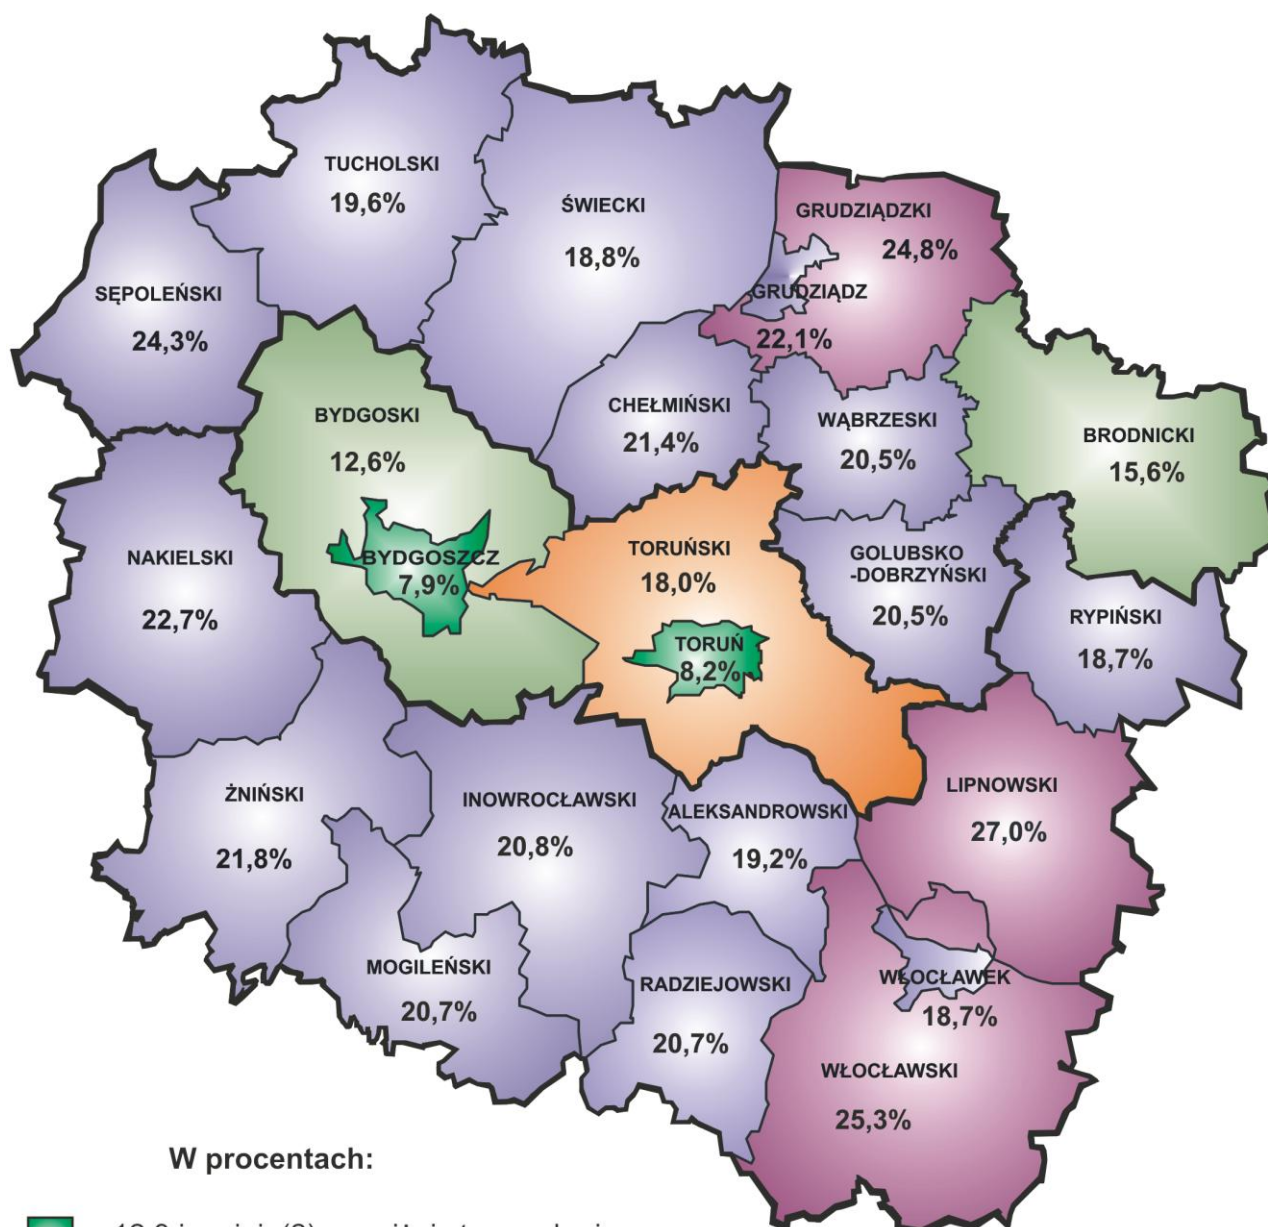 TUCHOLSKI
19,6%
ŚWIECKI
18,8%
GRUDZIĄDZKI
24,8%
SĘPOLEŃSKI
24,3%
GRUDZIĄDZ
22,1%
BYDGOSKI
12,6%
CHEŁMIŃSKI
21,4%
WĄBRZESKI
20,5%
BRODNICKI
15,6%
NAKIELSKI
22,7%
BYDGOSZCZ
7,9%
TORUŃSKI
18,0%
GOLUBSKO
-DOBRZYŃSKI
20,5%
RYPIŃSKI
18,7%
TORUŃ
8,2%
ŻNIŃSKI
21,8%
INOWROCŁAWSKI
20,8%
ALEKSANDROWSKI
19,2%
LIPNOWSKI
27,0%
MOGILEŃSKI
20,7%
RADZIEJOWSKI
20,7%
WŁOCŁAWEK
18,7%
WŁOCŁAWSKI
25,3%
W procentach: